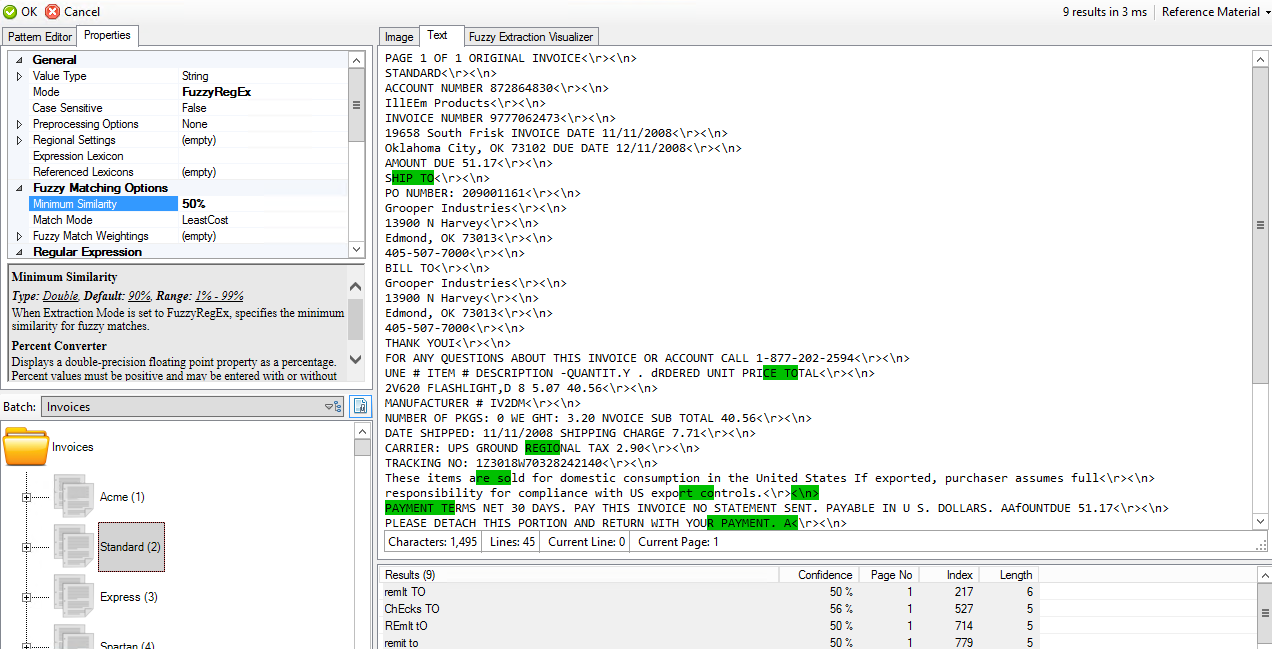 OK Cancel 9 results in 3 ms Reference Material
Pattern Editor Properties
General
Value Type String
Mode FuzzyRegEx
Case Sensitive False
Preprocessing Options None
Regional Settings (empty)
Expression Lexicon
Referenced Lexicons (empty)
Fuzzy Matching Options
Minimum Similarity 50%
Match Mode LeastCost
Fuzzy Match Weightings (empty)
Regular Expression
Minimum Similarity
Type: Double, Default: 90%, Range: 1% - 99%
When Extraction Mode is set to FuzzyRegEx, specifies the minimum
similarity for fuzzy matches.
Percent Converter
Displays a double-precision floating point property as a percentage.
Percent values must be positive and may be entered with or without
Batch: Invoices
Invoices
Acme (1)
Standard (2)
Express (3)
Spartan (4)
Image Text Fuzzy Extraction Visualizer
PAGE 1 OF 1 ORIGINAL INVOICE<\r><\n>
STANDARD<\r><\n>
ACCOUNT NUMBER 872864830<\r><\n>
IllEEm Products<\r><\n>
INVOICE NUMBER 9777062473<\r><\n>
19658 South Frisk INVOICE DATE 11/11/2008<\r><\n>
Oklahoma City, OK 73102 DUE DATE 12/11/2008<\r><\n>
AMOUNT DUE 51.17<\r><\n>
SHIP TO<\r><\n>
PO NUMBER: 209001161<\r><\n>
Grooper Industries<\r><\n>
13900 N Harvey<\r><\n>
Edmond, OK 73013<\r><\n>
405-507-7000<\r><\n>
BILL TO<\r><\n>
Grooper Industries<\r><\n>
13900 N Harvey<\r><\n>
Edmond, OK 73013<\r><\n>
405-507-7000<\r><\n>
THANK YOUI<\r><\n>
FOR ANY QUESTIONS ABOUT THIS INVOICE OR ACCOUNT CALL 1-877-202-2594<\r><\n>
UNE # ITEM # DESCRIPTION -QUANTIT.Y . dRDERED UNIT PRICE TOTAL<\r><\n>
2V620 FLASHLIGHT,D 8 5.07 40.56<\r><\n>
MANUFACTURER # IV2DM<\r><\n>
NUMBER OF PKGS: 0 WE GHT: 3.20 NVOICE SUB TOTAL 40.56<\r><\n>
DATE SHIPPED: 11/11/2008 SHIPPING CHARGE 7.71<\r><\n>
CARRIER: UPS GROUND REGIONAL TAX 2.90<\r><\n>
TRACKING NO: 1Z3018W70328242140<\r><\n>
These items are sold for domestic consumption in the United States If exported, purchaser assumes full<\r><\n>
responsibility for compliance with US export controls.<\r><\n>
PAYMENT TERMS NET 30 DAYS. PAY THIS INVOICE NO STATEMENT SENT. PAYABLE IN U S. DOLLARS. AAfOUNTDUE 51.17<\r><\n>
PLEASE DETACH THIS PORTION AND RETURN WITH YOUR PAYMENT. A<\r><\n>
Characters: 1,495 Lines: 45 Current Line: 0 Current Page: 1
Results (9) Confidence Page No Index Length
remIt TO 50 % 1 217 6
ChEcks TO 56 % 1 527 5
REmIt tO 50 % 1 714 5
remit to 50 % 1 779 5